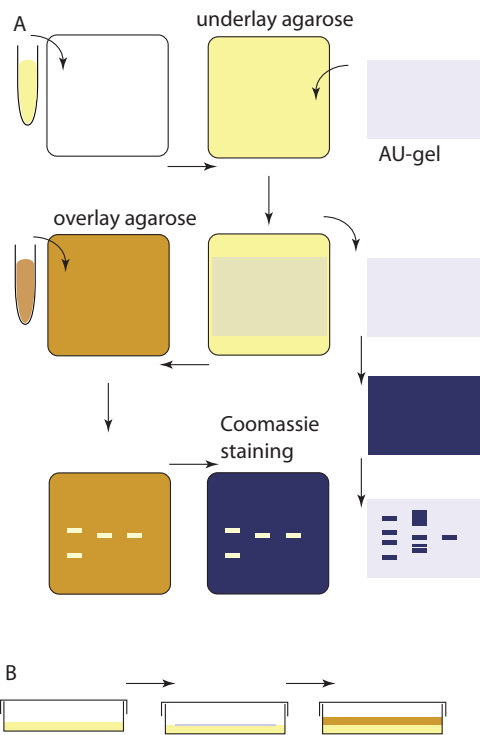 A
underlay agarose
AU-gel
overlay agarose
Coomassie
staining
B